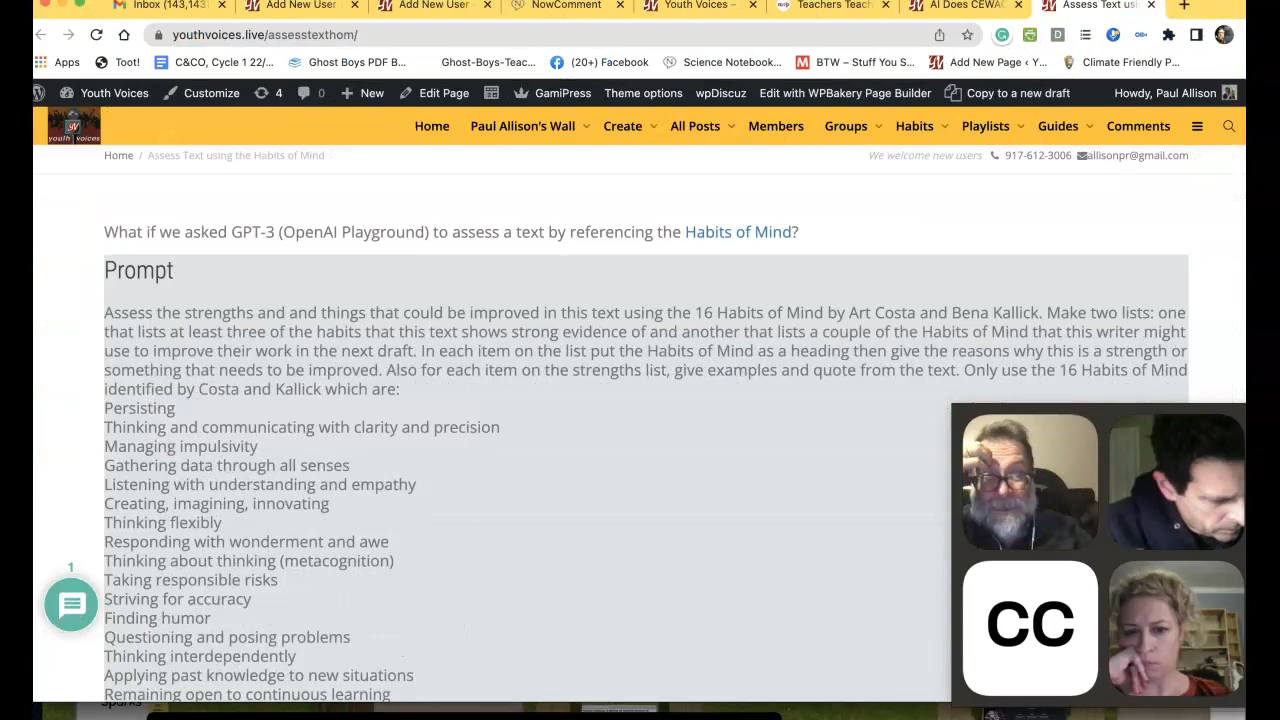 Inbox (143,143
Add New User
Add New User
NowComment
Youth Voices –
Teachers Teach
AI Does CEWAC
Assess Text usi
youthvoices.live/assesstexthom/
Apps
Toot!
C&CO, Cycle 1 22/...
Ghost Boys PDF B...
Ghost-Boys-Teac...
(20+) Facebook
Science Notebook...
BTW – Stuff You S...
Add New Page ‹ Y...
Climate Friendly P...
Youth Voices
Customize
4
0
New
Edit Page
GamiPress
Theme options
wpDiscuz
Edit with WPBakery Page Builder
Copy to a new draft
Howdy, Paul Allison
youth voices
Home
Paul Allison's Wall
Create
All Posts
Members
Groups
Habits
Playlists
Guides
Comments
Home / Assess Text using the Habits of Mind
We welcome new users
917-612-3006
allisonpr@gmail.com
What if we asked GPT-3 (OpenAI Playground) to assess a text by referencing the Habits of Mind?
Prompt
Assess the strengths and and things that could be improved in this text using the 16 Habits of Mind by Art Costa and Bena Kallick. Make two lists: one
that lists at least three of the habits that this text shows strong evidence of and another that lists a couple of the Habits of Mind that this writer might
use to improve their work in the next draft. In each item on the list put the Habits of Mind as a heading then give the reasons why this is a strength or
something that needs to be improved. Also for each item on the strengths list, give examples and quote from the text. Only use the 16 Habits of Mind
identified by Costa and Kallick which are:
Persisting
Thinking and communicating with clarity and precision
Managing impulsivity
Gathering data through all senses
Listening with understanding and empathy
Creating, imagining, innovating
Thinking flexibly
Responding with wonderment and awe
Thinking about thinking (metacognition)
Taking responsible risks
Striving for accuracy
Finding humor
Questioning and posing problems
Thinking interdependently
Applying past knowledge to new situations
Remaining open to continuous learning
1
CC
Sparks